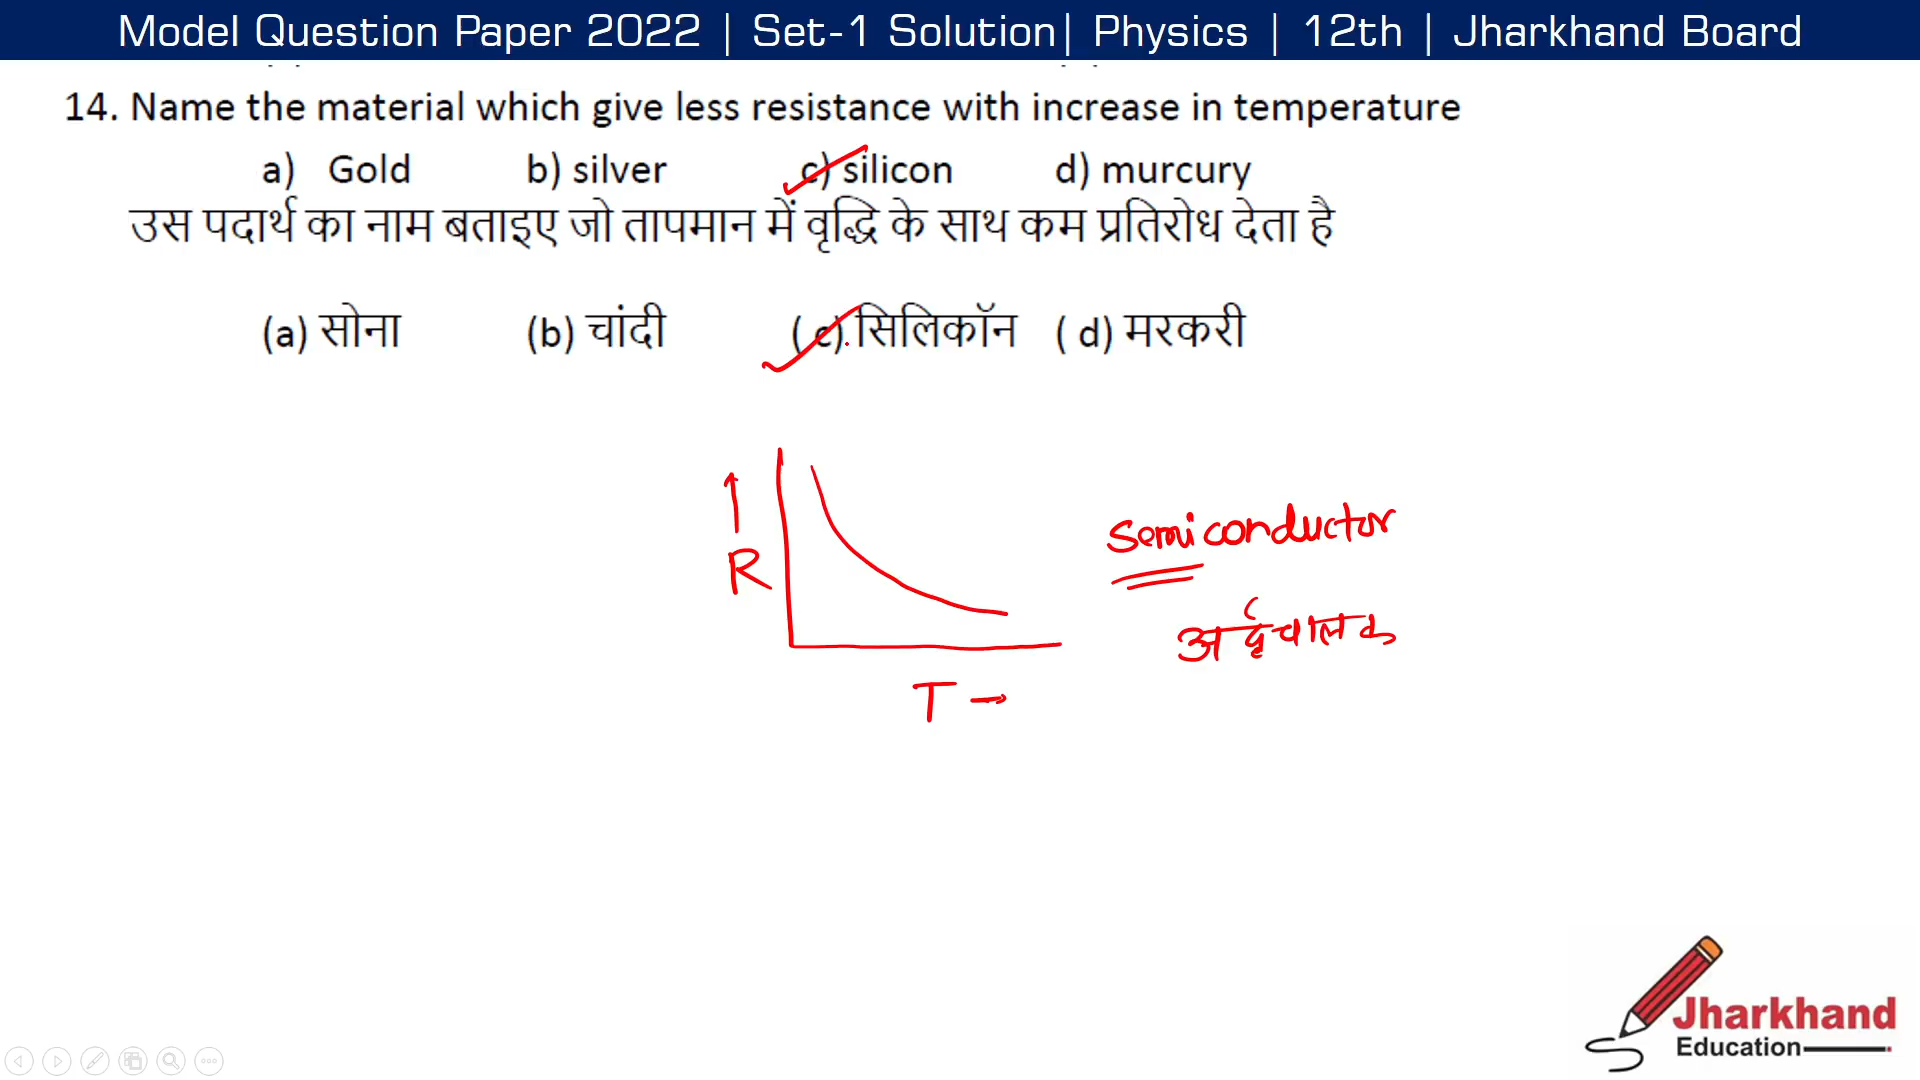 Model Question Paper 2022 | Set-1 Solution| Physics | 12th | Jharkhand Board
14. Name the material which give less resistance with increase in temperature
a) Gold b) silver c) silicon d) murcury
उस पदार्थ का नाम बताइए जो तापमान में वृद्धि के साथ कम प्रतिरोध देता है
(a) सोना (b) चांदी ( c) सिलिकॉन ( d) मरकरी
R
T
Semiconductor
अर्द्धचालक
Jharkhand
Education